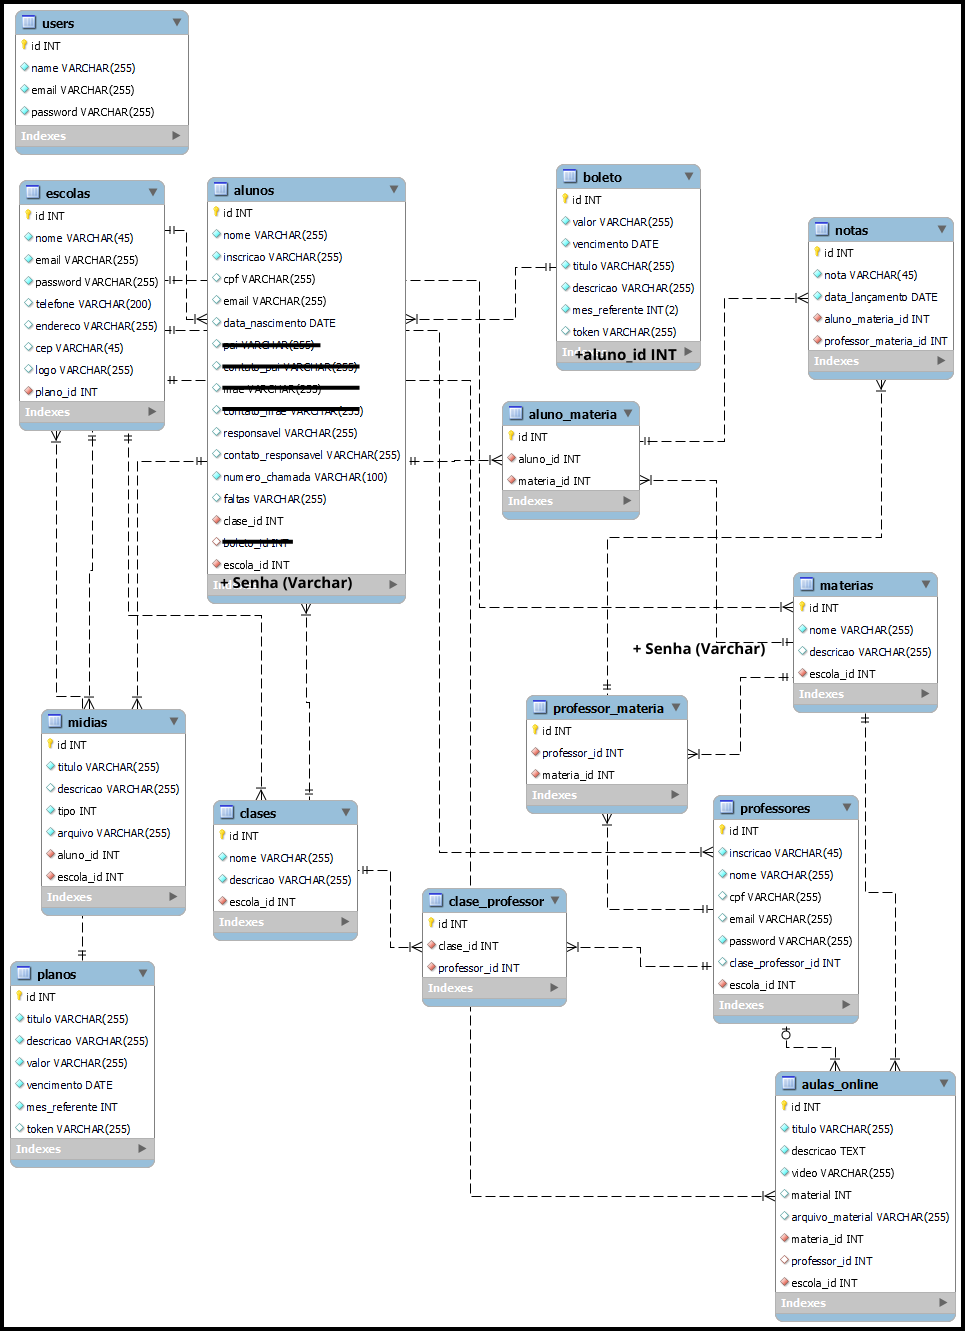 users
id INT
name VARCHAR(255)
email VARCHAR(255)
password VARCHAR(255)
Indexes
escolas
id INT
nome VARCHAR(45)
email VARCHAR(255)
password VARCHAR(255)
telefone VARCHAR(200)
endereco VARCHAR(255)
cep VARCHAR(45)
logo VARCHAR(255)
plano_id INT
Indexes
alunos
id INT
nome VARCHAR(255)
inscricao VARCHAR(255)
cpf VARCHAR(255)
email VARCHAR(255)
data_nascimento DATE
pai VARCHAR(255)
contato_pai VARCHAR(255)
mae VARCHAR(255)
contato_mae VARCHAR(255)
responsavel VARCHAR(255)
contato_responsavel VARCHAR(255)
numero_chamada VARCHAR(100)
faltas VARCHAR(255)
clase_id INT
boleto_id INT
escola_id INT
+ Senha (Varchar)
boleto
id INT
valor VARCHAR(255)
vencimento DATE
titulo VARCHAR(255)
descricao VARCHAR(255)
mes_referente INT(2)
token VARCHAR(255)
+aluno_id INT
notas
id INT
nota VARCHAR(45)
data_lançamento DATE
aluno_materia_id INT
professor_materia_id INT
Indexes
aluno_materia
id INT
aluno_id INT
materia_id INT
Indexes
materias
id INT
nome VARCHAR(255)
descricao VARCHAR(255)
escola_id INT
Indexes
+ Senha (Varchar)
professor_materia
id INT
professor_id INT
materia_id INT
Indexes
midias
id INT
titulo VARCHAR(255)
descricao VARCHAR(255)
tipo INT
arquivo VARCHAR(255)
aluno_id INT
escola_id INT
Indexes
clases
id INT
nome VARCHAR(255)
descricao VARCHAR(255)
escola_id INT
Indexes
professores
id INT
inscricao VARCHAR(45)
nome VARCHAR(255)
cpf VARCHAR(255)
email VARCHAR(255)
password VARCHAR(255)
clase_professor_id INT
escola_id INT
Indexes
clase_professor
id INT
clase_id INT
professor_id INT
Indexes
planos
id INT
titulo VARCHAR(255)
descricao VARCHAR(255)
valor VARCHAR(255)
vencimento DATE
mes_referente INT
token VARCHAR(255)
Indexes
aulas_online
id INT
titulo VARCHAR(255)
descricao TEXT
video VARCHAR(255)
material INT
arquivo_material VARCHAR(255)
materia_id INT
professor_id INT
escola_id INT
Indexes